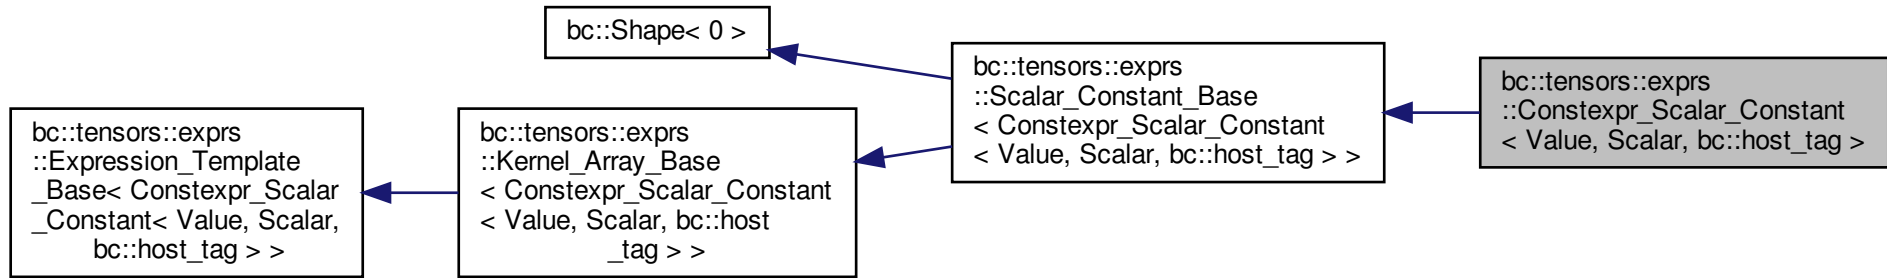 bc::Shape< 0 >
bc::tensors::exprs
::Expression_Template
_Base< Constexpr_Scalar
_Constant< Value, Scalar,
bc::host_tag > >
bc::tensors::exprs
::Kernel_Array_Base
< Constexpr_Scalar_Constant
< Value, Scalar, bc::host
_tag > >
bc::tensors::exprs
::Scalar_Constant_Base
< Constexpr_Scalar_Constant
< Value, Scalar, bc::host_tag > >
bc::tensors::exprs
::Constexpr_Scalar_Constant
< Value, Scalar, bc::host_tag >